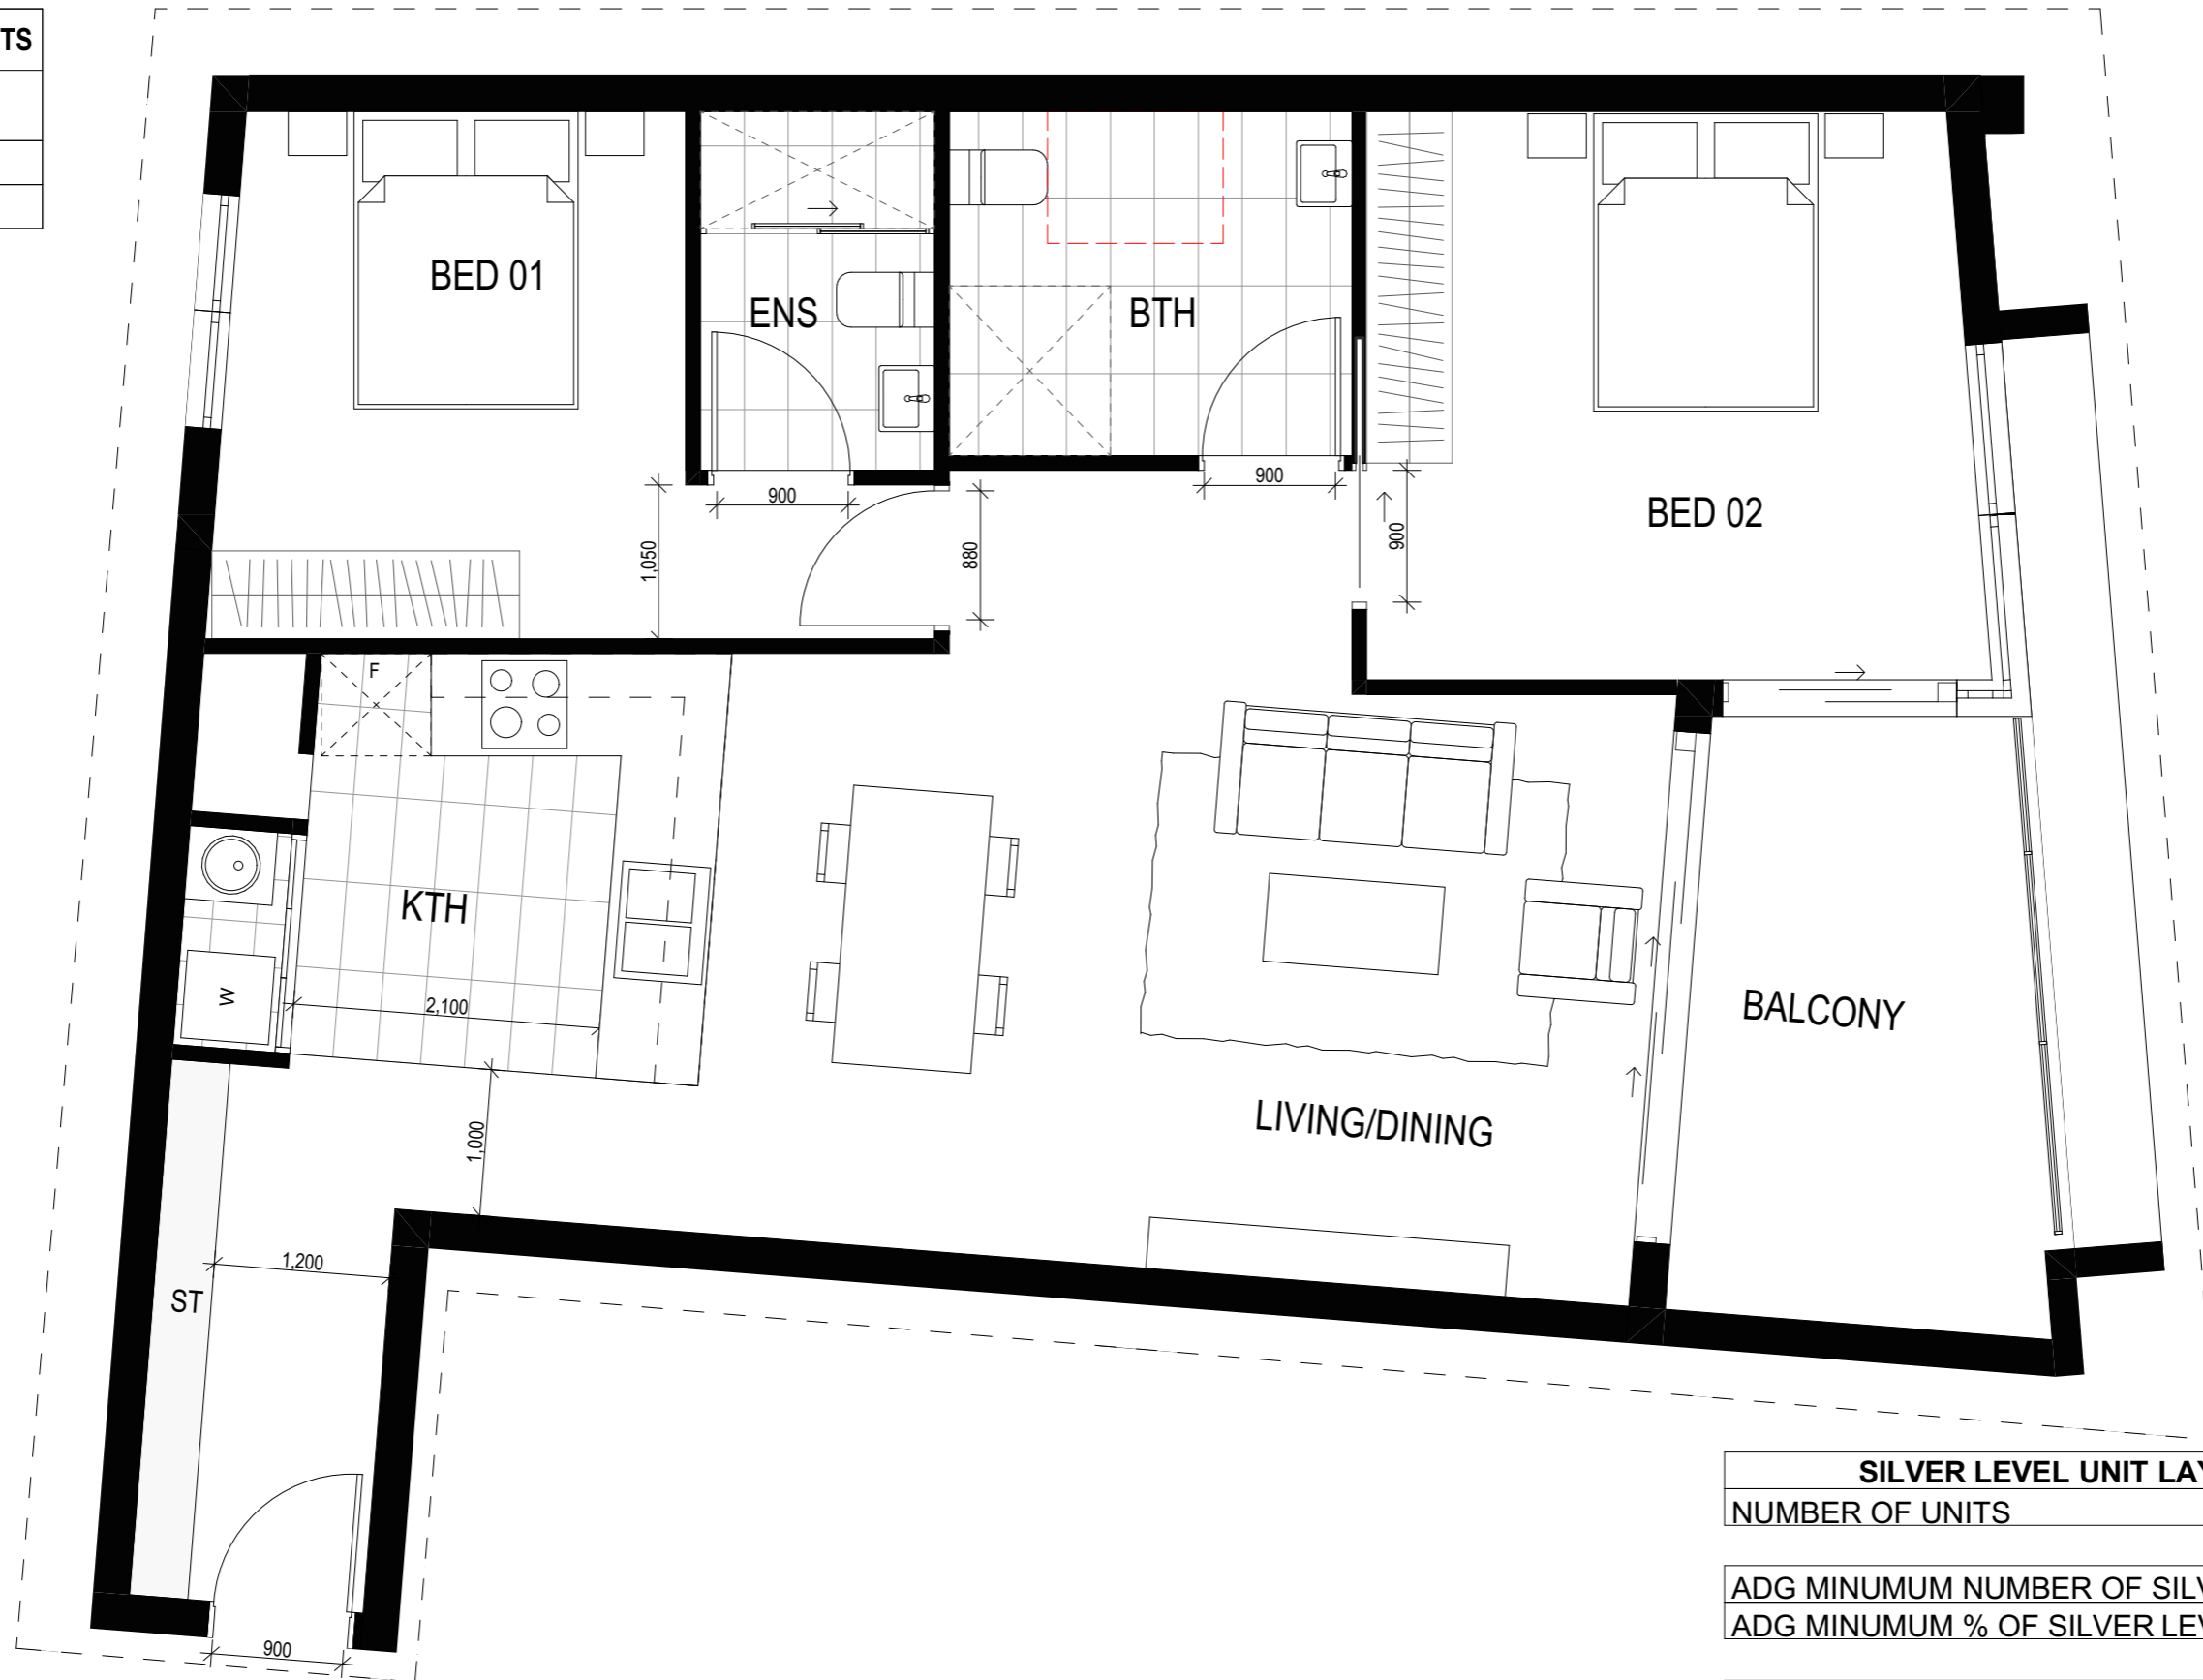 TS
BED 01
ENS
BTH
BED 02
900
900
900
1,050
880
F
KTH
W
2,100
BALCONY
LIVING/DINING
1,000
1,200
ST
900
SILVER LEVEL UNIT LAY
NUMBER OF UNITS
ADG MINUMUM NUMBER OF SILV
ADG MINUMUM % OF SILVER LEV